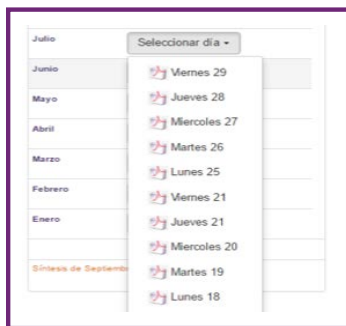 Julio
Seleccionar día
Junio
Viernes 29
Mayo
Jueves 28
Miercoles 27
Abril
Martes 26
Marzo
Lunes 25
Febrero
Viernes 21
Enero
Jueves 21
Miercoles 20
Síntesis de Septiemb
Martes 19
Lunes 18